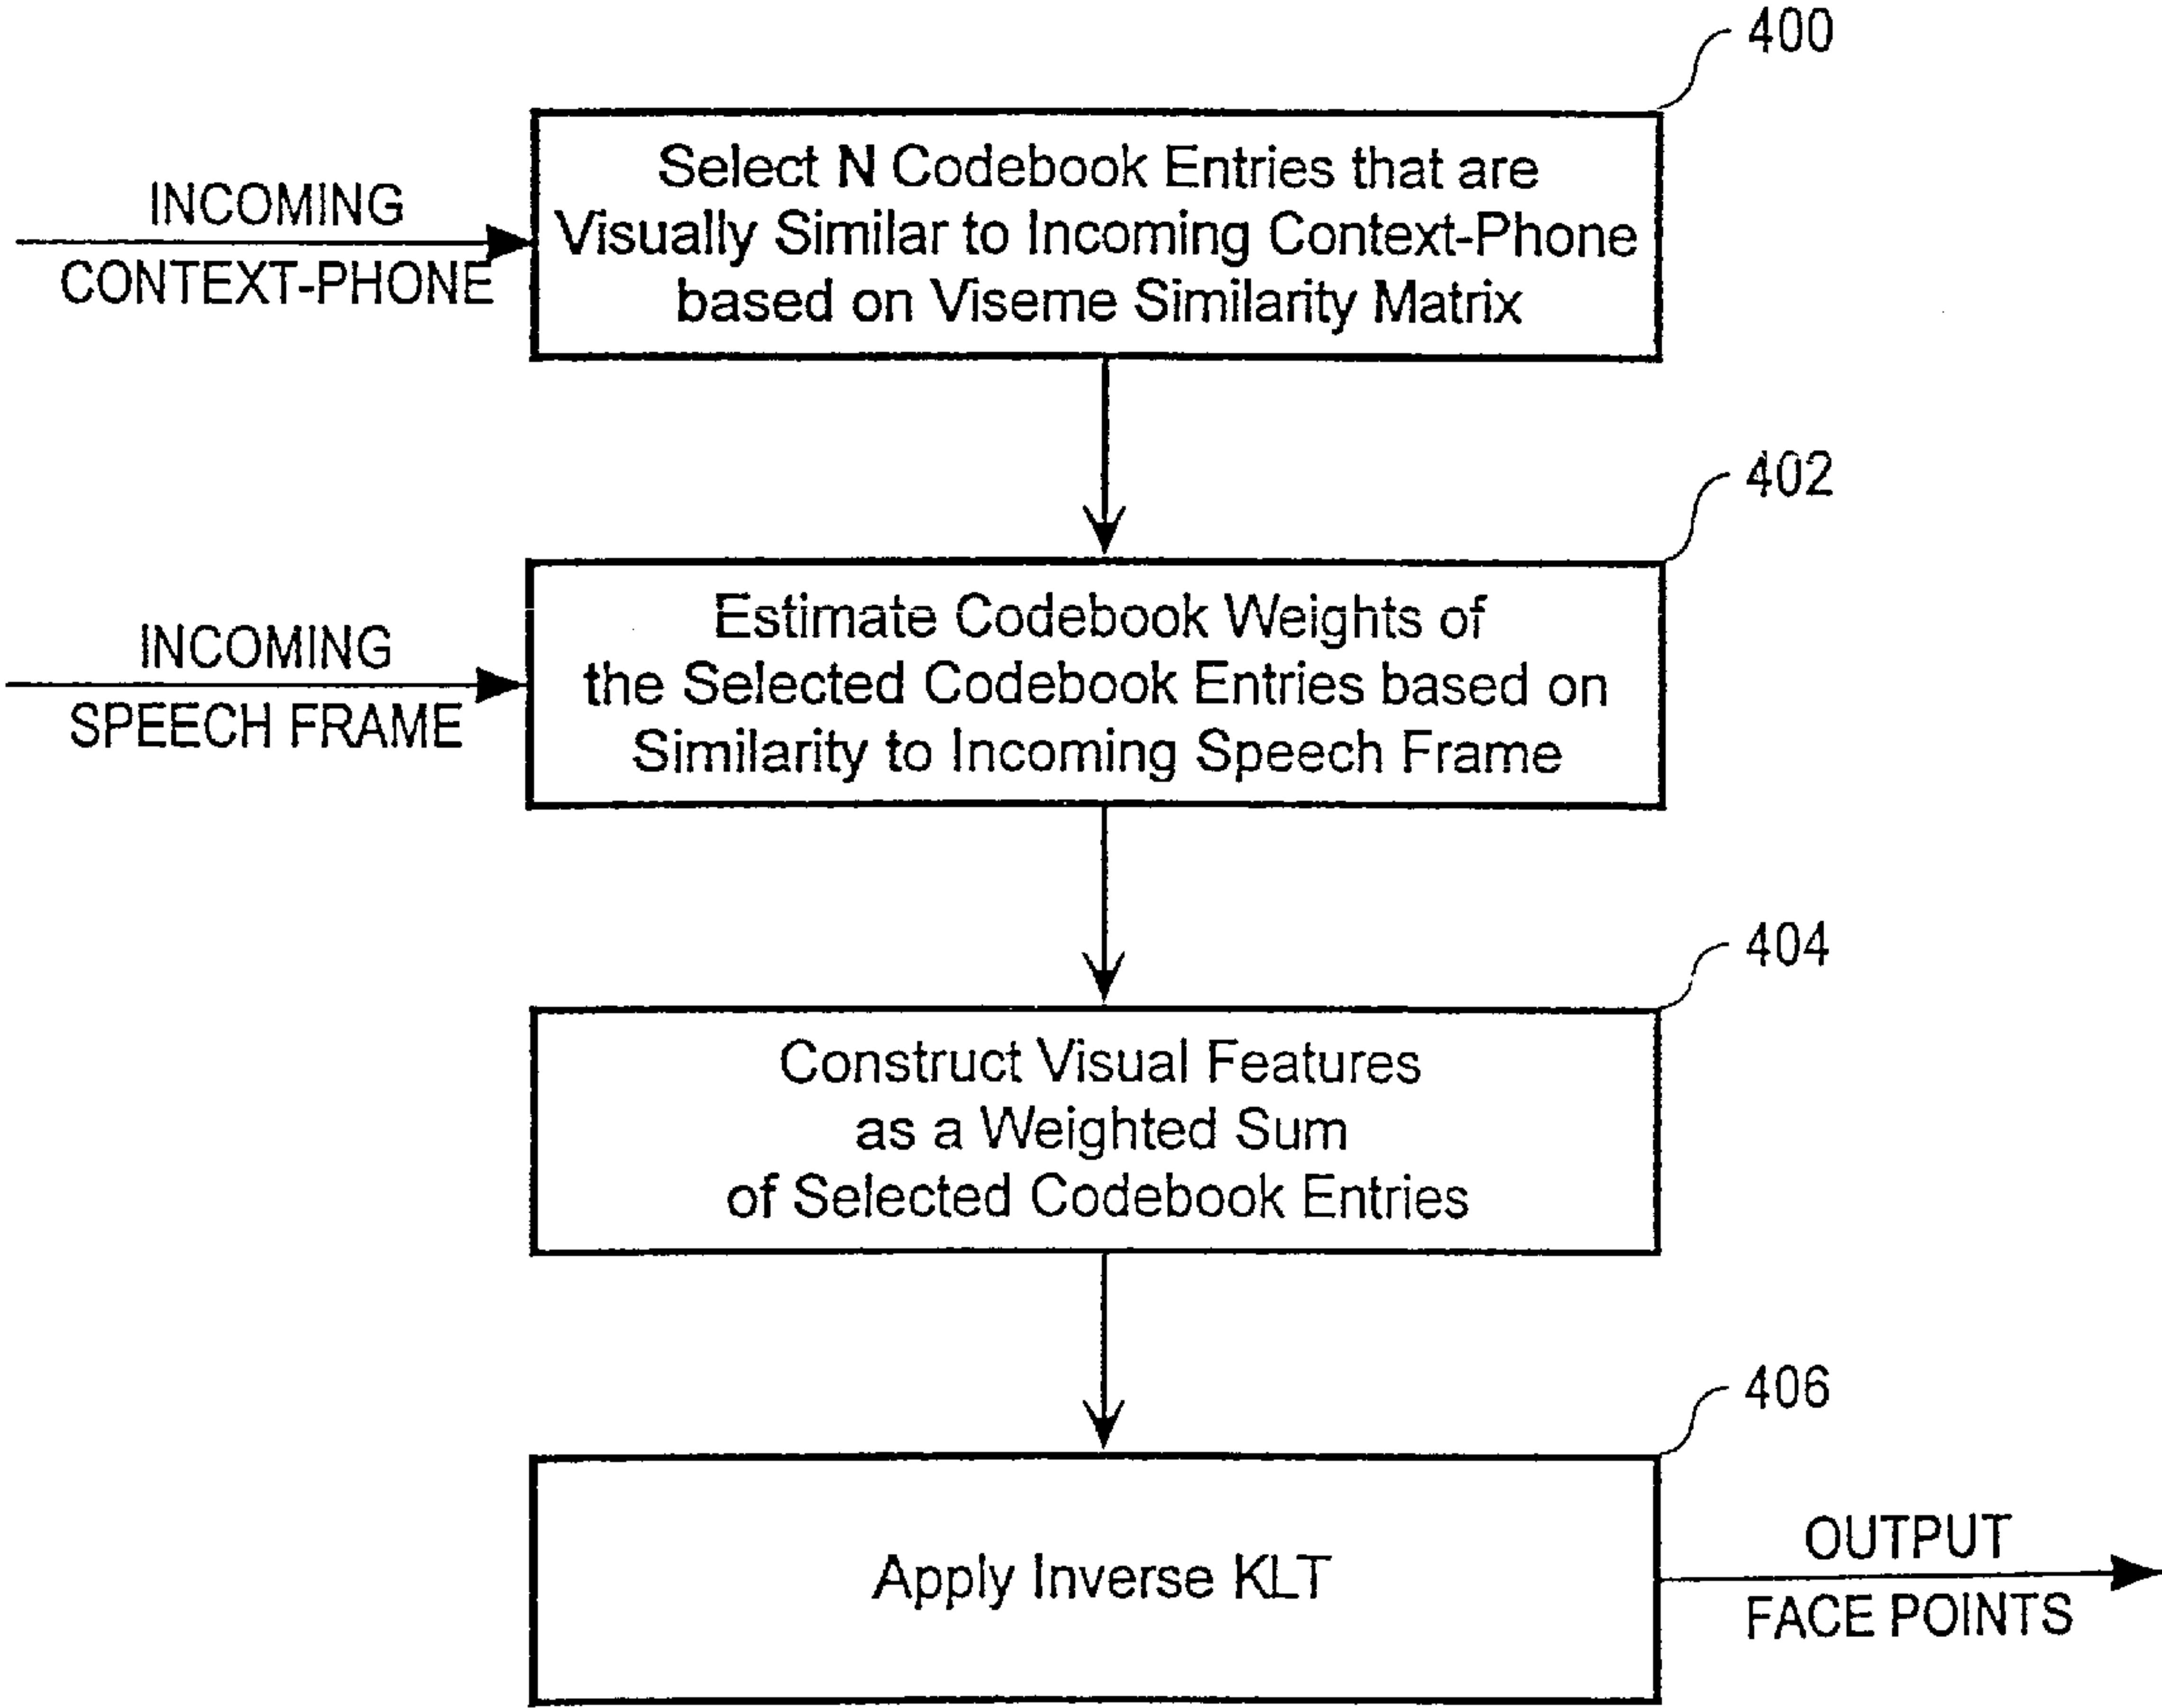 400
INCOMING
CONTEXT-PHONE
Select N Codebook Entries that are
Visually Similar to Incoming Context-Phone
based on Viseme Similarity Matrix
402
INCOMING
SPEECH FRAME
Estimate Codebook Weights of
the Selected Codebook Entries based on
Similarity to Incoming Speech Frame
404
Construct Visual Features
as a Weighted Sum
of Selected Codebook Entries
406
Apply Inverse KLT
OUTPUT
FACE POINTS